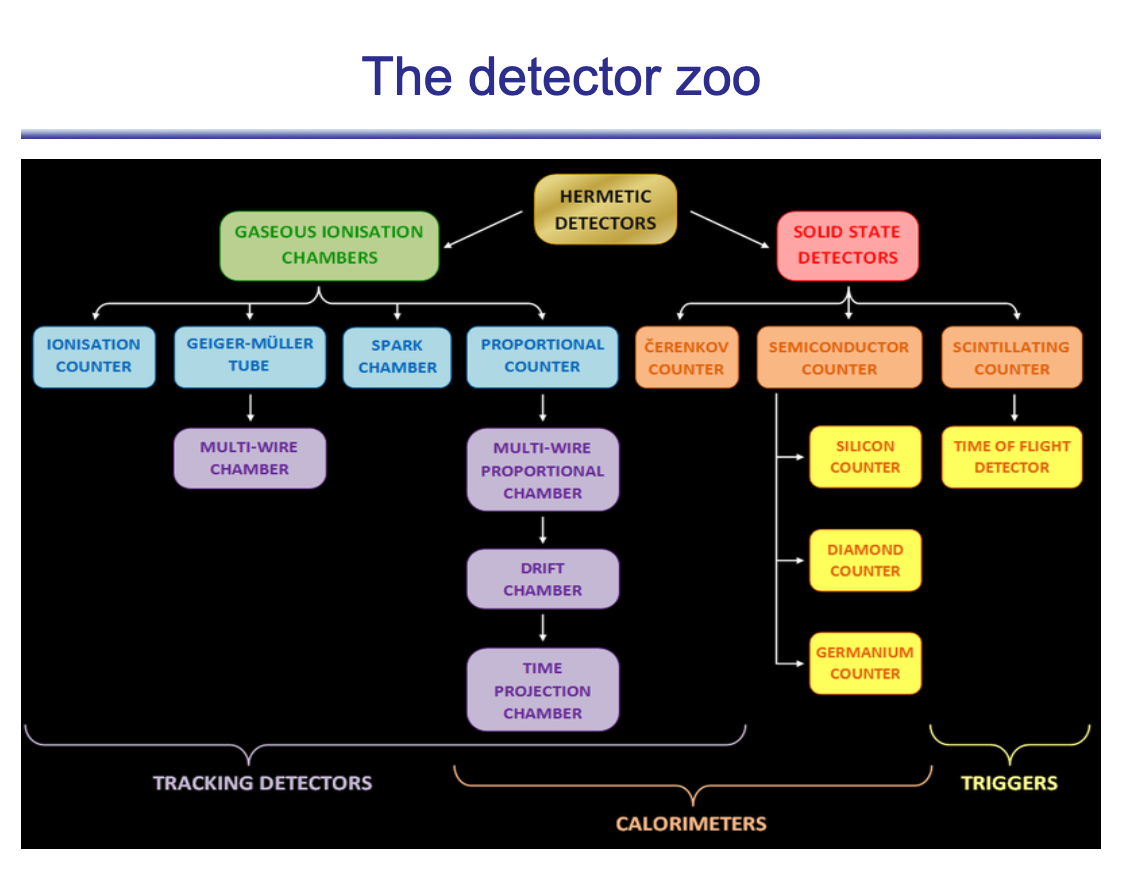 The detector zoo
HERMETIC
DETECTORS
GASEOUS IONISATION
CHAMBERS
SOLID STATE
DETECTORS
IONISATION
COUNTER
GEIGER-MÜLLER
TUBE
SPARK
CHAMBER
PROPORTIONAL
COUNTER
ČERENKOV
COUNTER
SEMICONDUCTOR
COUNTER
SCINTILLATING
COUNTER
MULTI-WIRE
CHAMBER
MULTI-WIRE
PROPORTIONAL
CHAMBER
SILICON
COUNTER
TIME OF FLIGHT
DETECTOR
DRIFT
CHAMBER
DIAMOND
COUNTER
TIME
PROJECTION
CHAMBER
GERMANIUM
COUNTER
TRACKING DETECTORS
CALORIMETERS
TRIGGERS